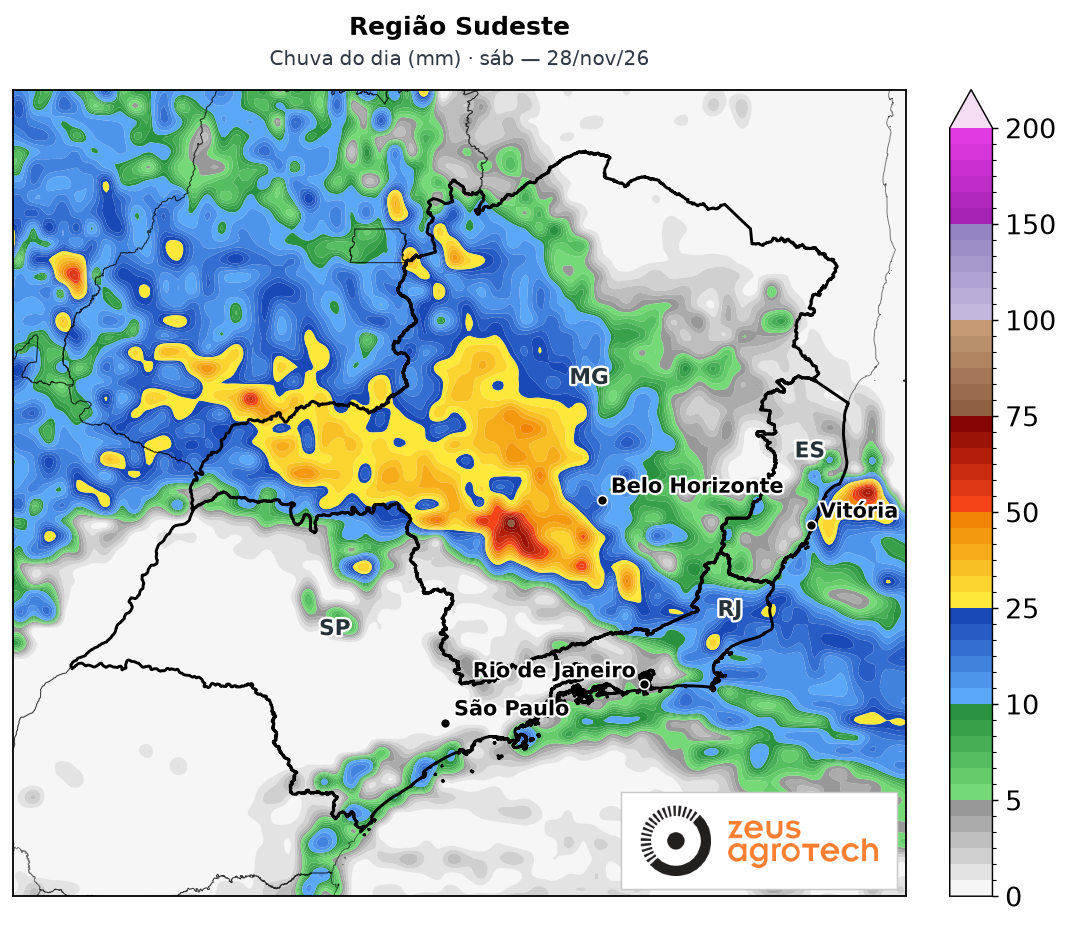 Região Sudeste
Chuva do dia (mm) · sáb — 28/nov/26
MG
ES
Belo Horizonte
Vitória
RJ
SP
Rio de Janeiro
São Paulo
zeus
agrotech
200
150
100
75
50
25
10
5
0